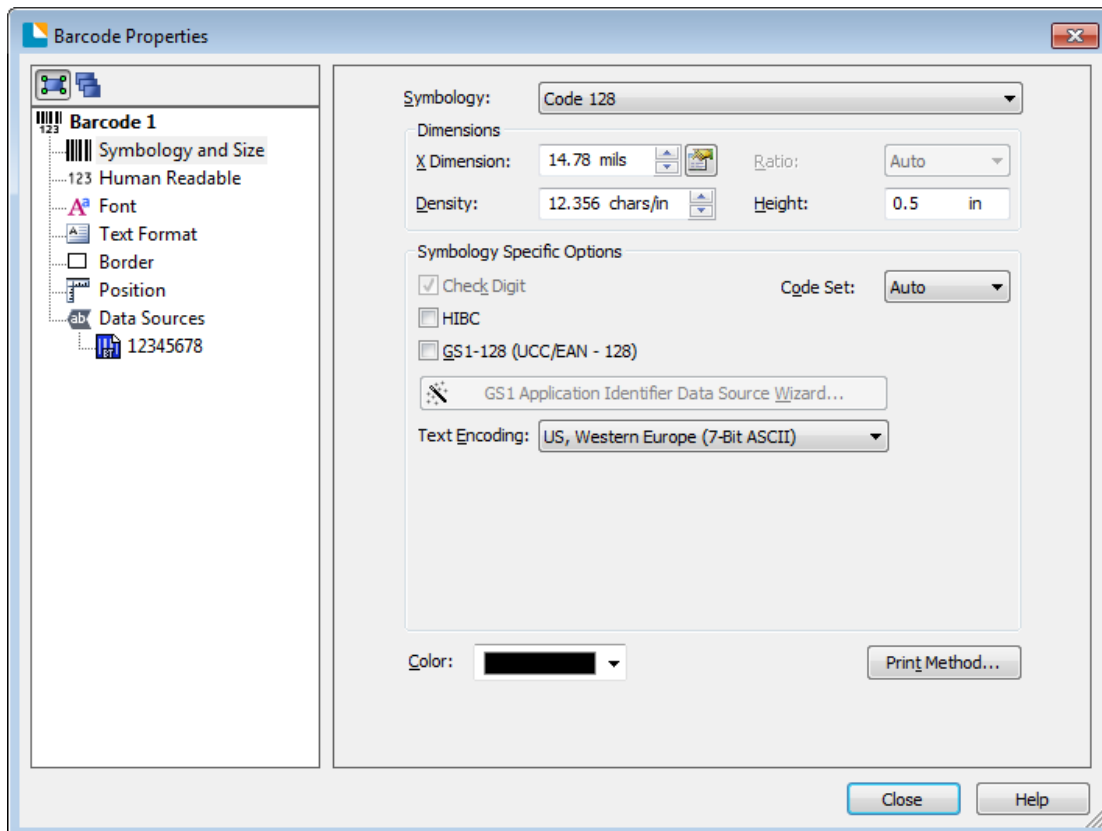 Barcode Properties
123 Barcode 1
Symbology and Size
123 Human Readable
Font
Text Format
Border
Position
Data Sources
12345678
Symbology: Code 128
Dimensions
X Dimension: 14.78 mils Ratio: Auto
Density: 12.356 chars/in Height: 0.5 in
Symbology Specific Options
Check Digit Code Set: Auto
HIBC
GS1-128 (UCC/EAN - 128)
GS1 Application Identifier Data Source Wizard...
Text Encoding: US, Western Europe (7-Bit ASCII)
Color: Print Method...
Close Help